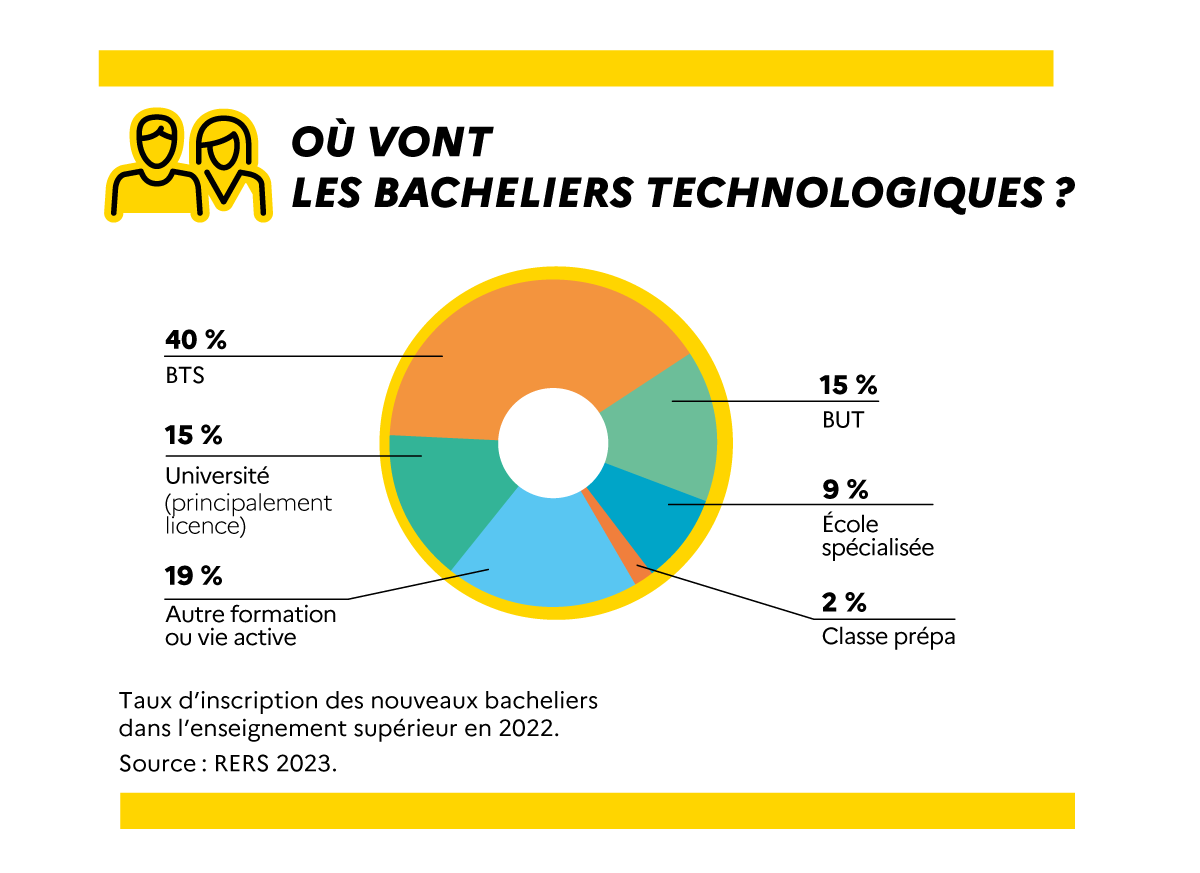 OÙ VONT
LES BACHELIERS TECHNOLOGIQUES ?
40 %
BTS
15 %
Université
(principalement
licence)
19 %
Autre formation
ou vie active
15 %
BUT
9 %
École
spécialisée
2 %
Classe prépa
Taux d’inscription des nouveaux bacheliers
dans l’enseignement supérieur en 2022.
Source : RERS 2023.